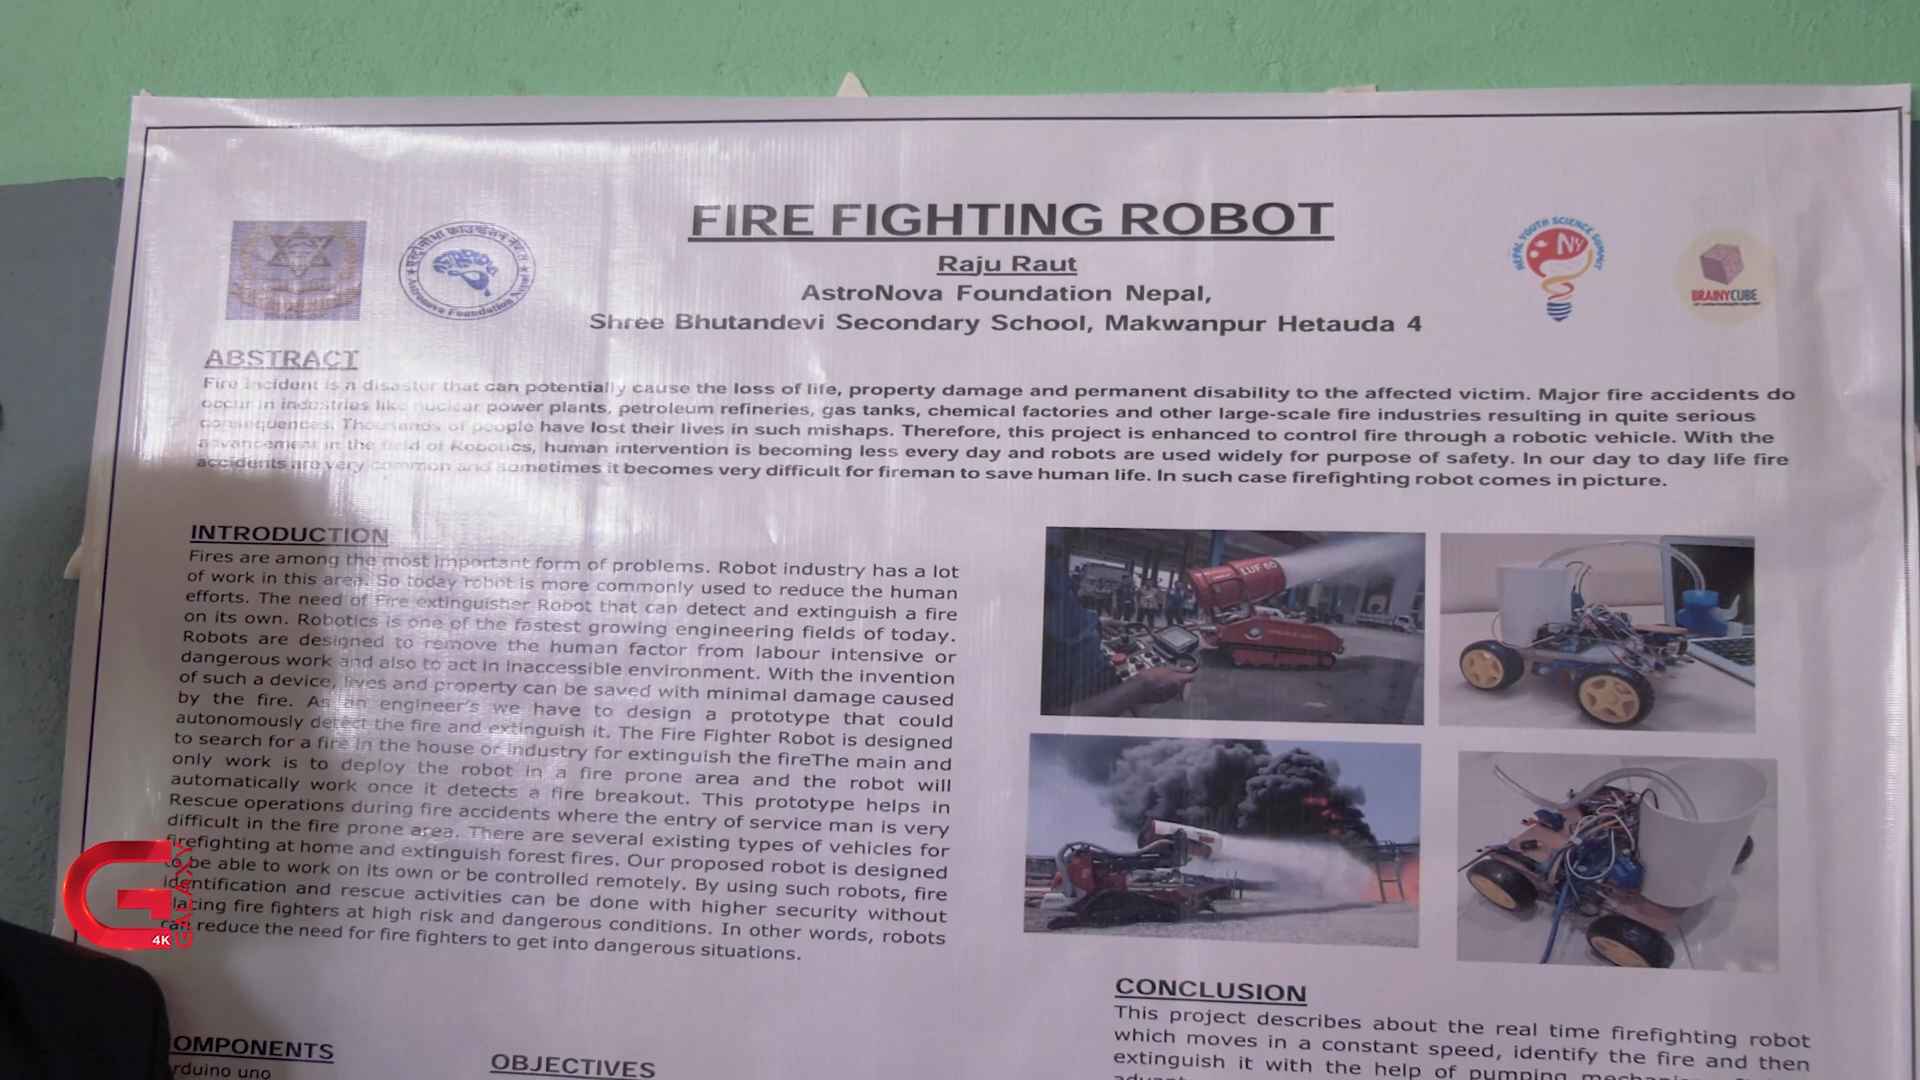 FIRE FIGHTING ROBOT
Raju Raut
AstroNova Foundation Nepal,
Shree Bhutandevi Secondary School, Makwanpur Hetauda 4
NEPAL YOUTH SCIENCE SUMMIT
NY
BRAINYCUBE
ABSTRACT
Fire incident is a disaster that can potentially cause the loss of life, property damage and permanent disability to the affected victim. Major fire accidents do
occur in industries like nuclear power plants, petroleum refineries, gas tanks, chemical factories and other large-scale fire industries resulting in quite serious
consequences. Thousands of people have lost their lives in such mishaps. Therefore, this project is enhanced to control fire through a robotic vehicle. With the
advancement in the field of Robotics, human intervention is becoming less every day and robots are used widely for purpose of safety. In our day to day life fire
accidents are very common and sometimes it becomes very difficult for fireman to save human life. In such case firefighting robot comes in picture.
INTRODUCTION
Fires are among the most important form of problems. Robot industry has a lot
of work in this area. So today robot is more commonly used to reduce the human
efforts. The need of Fire extinguisher Robot that can detect and extinguish a fire
on its own. Robotics is one of the fastest growing engineering fields of today.
Robots are designed to remove the human factor from labour intensive or
dangerous work and also to act in inaccessible environment. With the invention
of such a device, lives and property can be saved with minimal damage caused
by the fire. As an engineer's we have to design a prototype that could
autonomously detect the fire and extinguish it. The Fire Fighter Robot is designed
to search for a fire in the house or industry for extinguish the fireThe main and
only work is to deploy the robot in a fire prone area and the robot will
automatically work once it detects a fire breakout. This prototype helps in
Rescue operations during fire accidents where the entry of service man is very
difficult in the fire prone area. There are several existing types of vehicles for
firefighting at home and extinguish forest fires. Our proposed robot is designed
to be able to work on its own or be controlled remotely. By using such robots, fire
identification and rescue activities can be done with higher security without
placing fire fighters at high risk and dangerous conditions. In other words, robots
can reduce the need for fire fighters to get into dangerous situations.
LUF 60
GALAXY
4K
OMPONENTS
rduino uno
OBJECTIVES
CONCLUSION
This project describes about the real time firefighting robot
which moves in a constant speed, identify the fire and then
extinguish it with the help of pumping